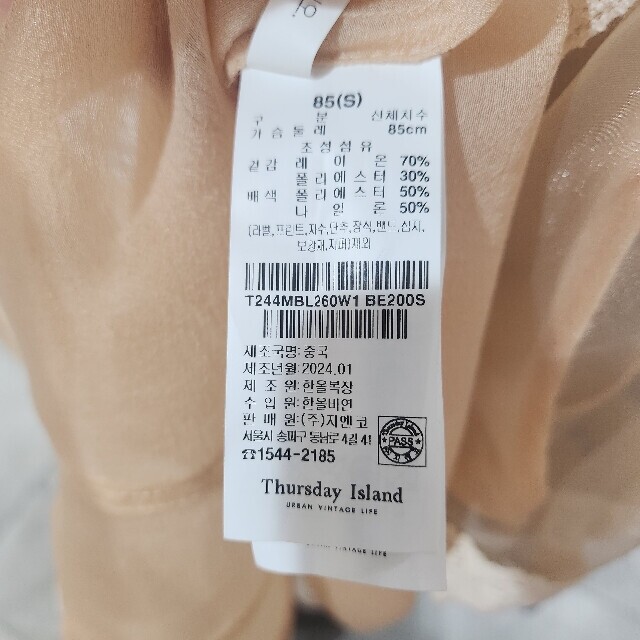 85(S)
구 분 신체치수
가슴둘레 85cm
조성섬유
겉감 레이온 70%
폴리에스터 30%
배색 폴리에스터 50%
나일론 50%
(라벨,프린트,자수,단추,장식,밴드,심지,
보강재,지퍼)제외
T244MBL260W1 BE200S
제조국명:중국
제조년월:2024.01
제 조 원:한올복장
수 입 원:한올비연
판 매 원:(주)지엔코
서울시 송파구 동남로 4길 41
☎1544-2185
Thursday Island
PASS
Thursday Island
URBAN VINTAGE LIFE
VINTAGE LIFE